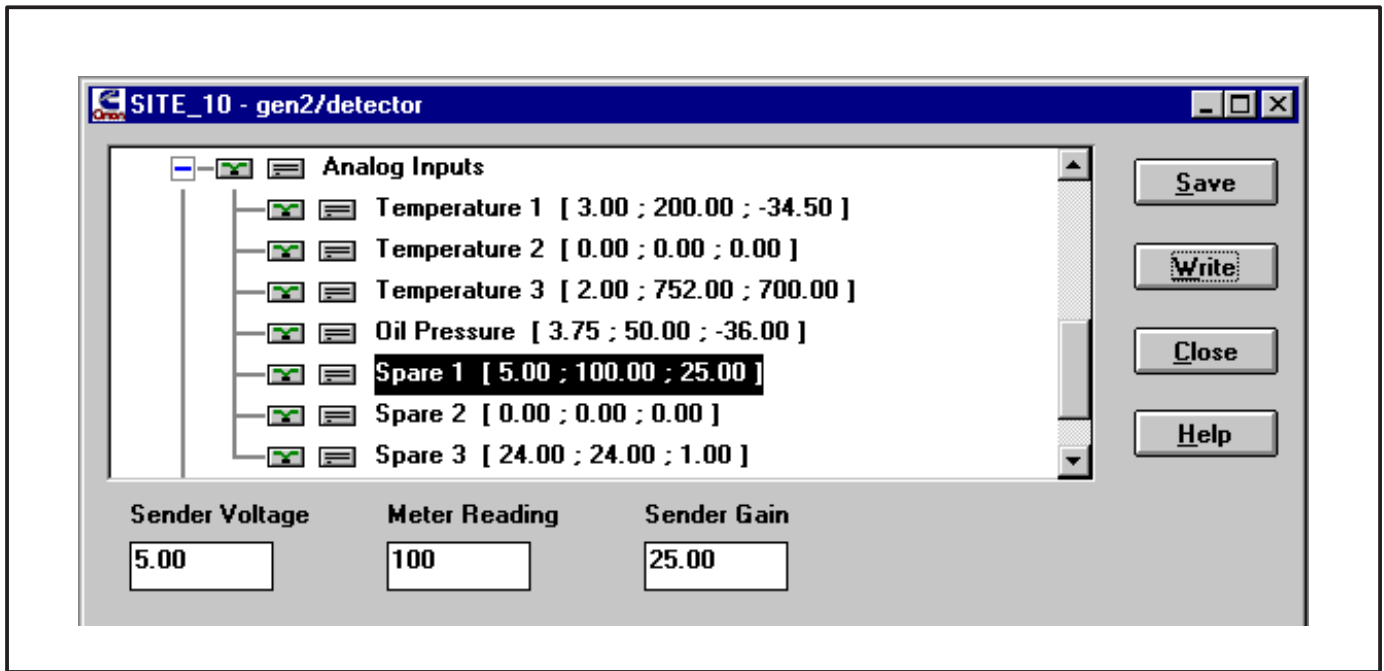 SITE_10 - gen2/detector
Analog Inputs
Temperature 1 [ 3.00 ; 200.00 ; -34.50 ]
Temperature 2 [ 0.00 ; 0.00 ; 0.00 ]
Temperature 3 [ 2.00 ; 752.00 ; 700.00 ]
Oil Pressure [ 3.75 ; 50.00 ; -36.00 ]
Spare 1 [ 5.00 ; 100.00 ; 25.00 ]
Spare 2 [ 0.00 ; 0.00 ; 0.00 ]
Spare 3 [ 24.00 ; 24.00 ; 1.00 ]
Save
Write
Close
Help
Sender Voltage Meter Reading Sender Gain
5.00 100 25.00